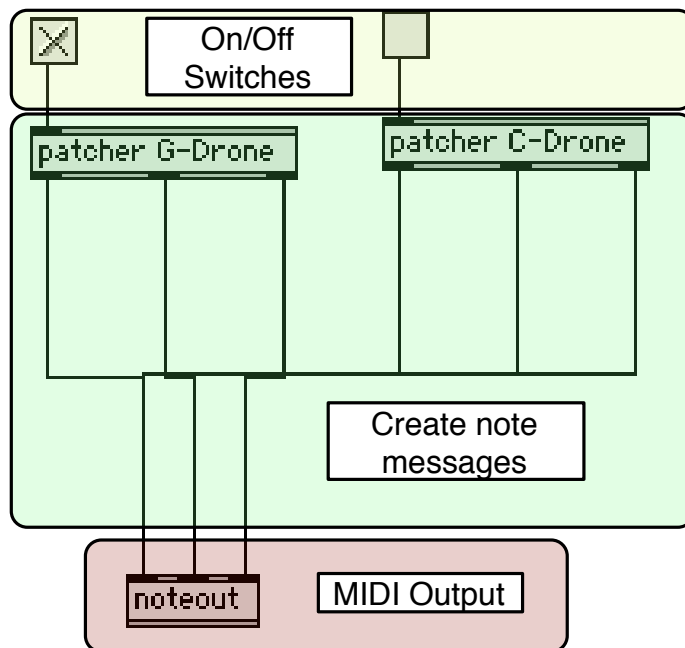 On/Off
Switches
patcher G-Drone
patcher C-Drone
Create note
messages
noteout
MIDI Output